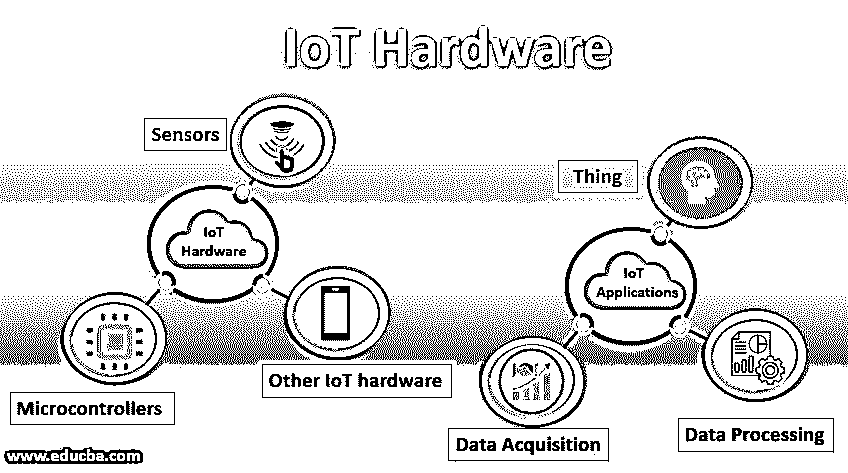 IoT Hardware
Sensors
IoT
Hardware
Microcontrollers
Other IoT hardware
Thing
IoT
Applications
Data Acquisition
Data Processing
www.educba.com